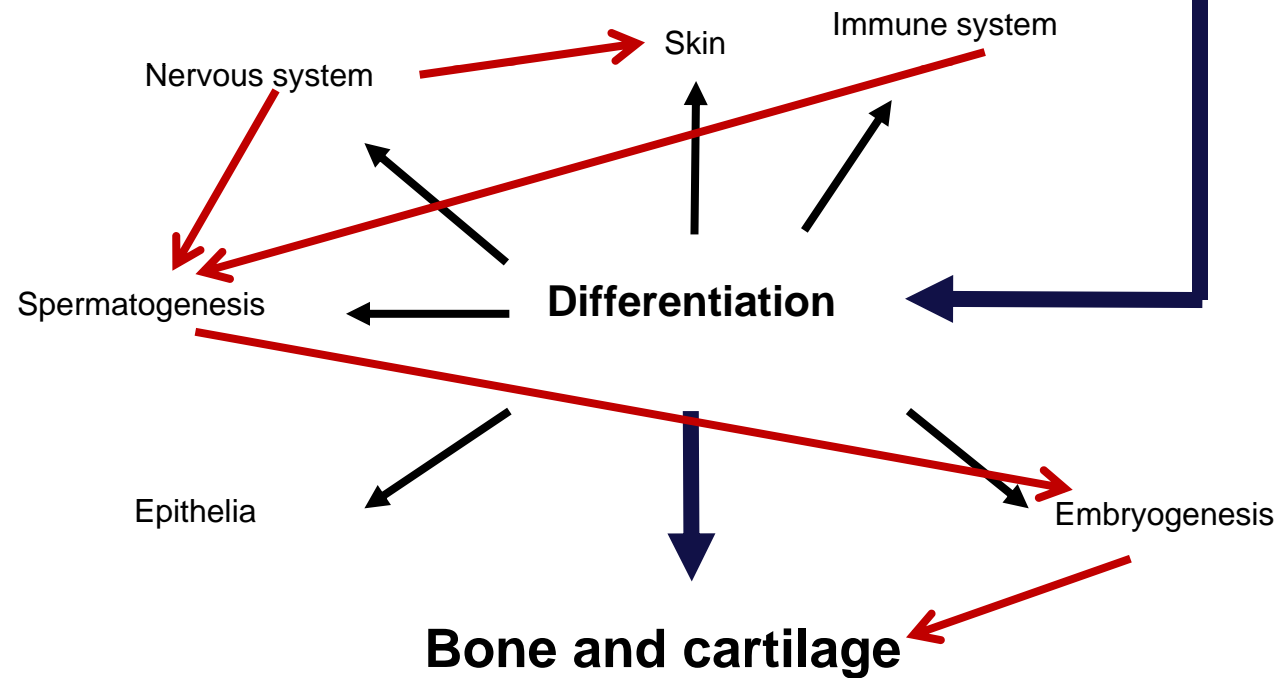 Immune system
Skin
Nervous system
Differentiation
Spermatogenesis
Epithelia
Embryogenesis
Bone and cartilage